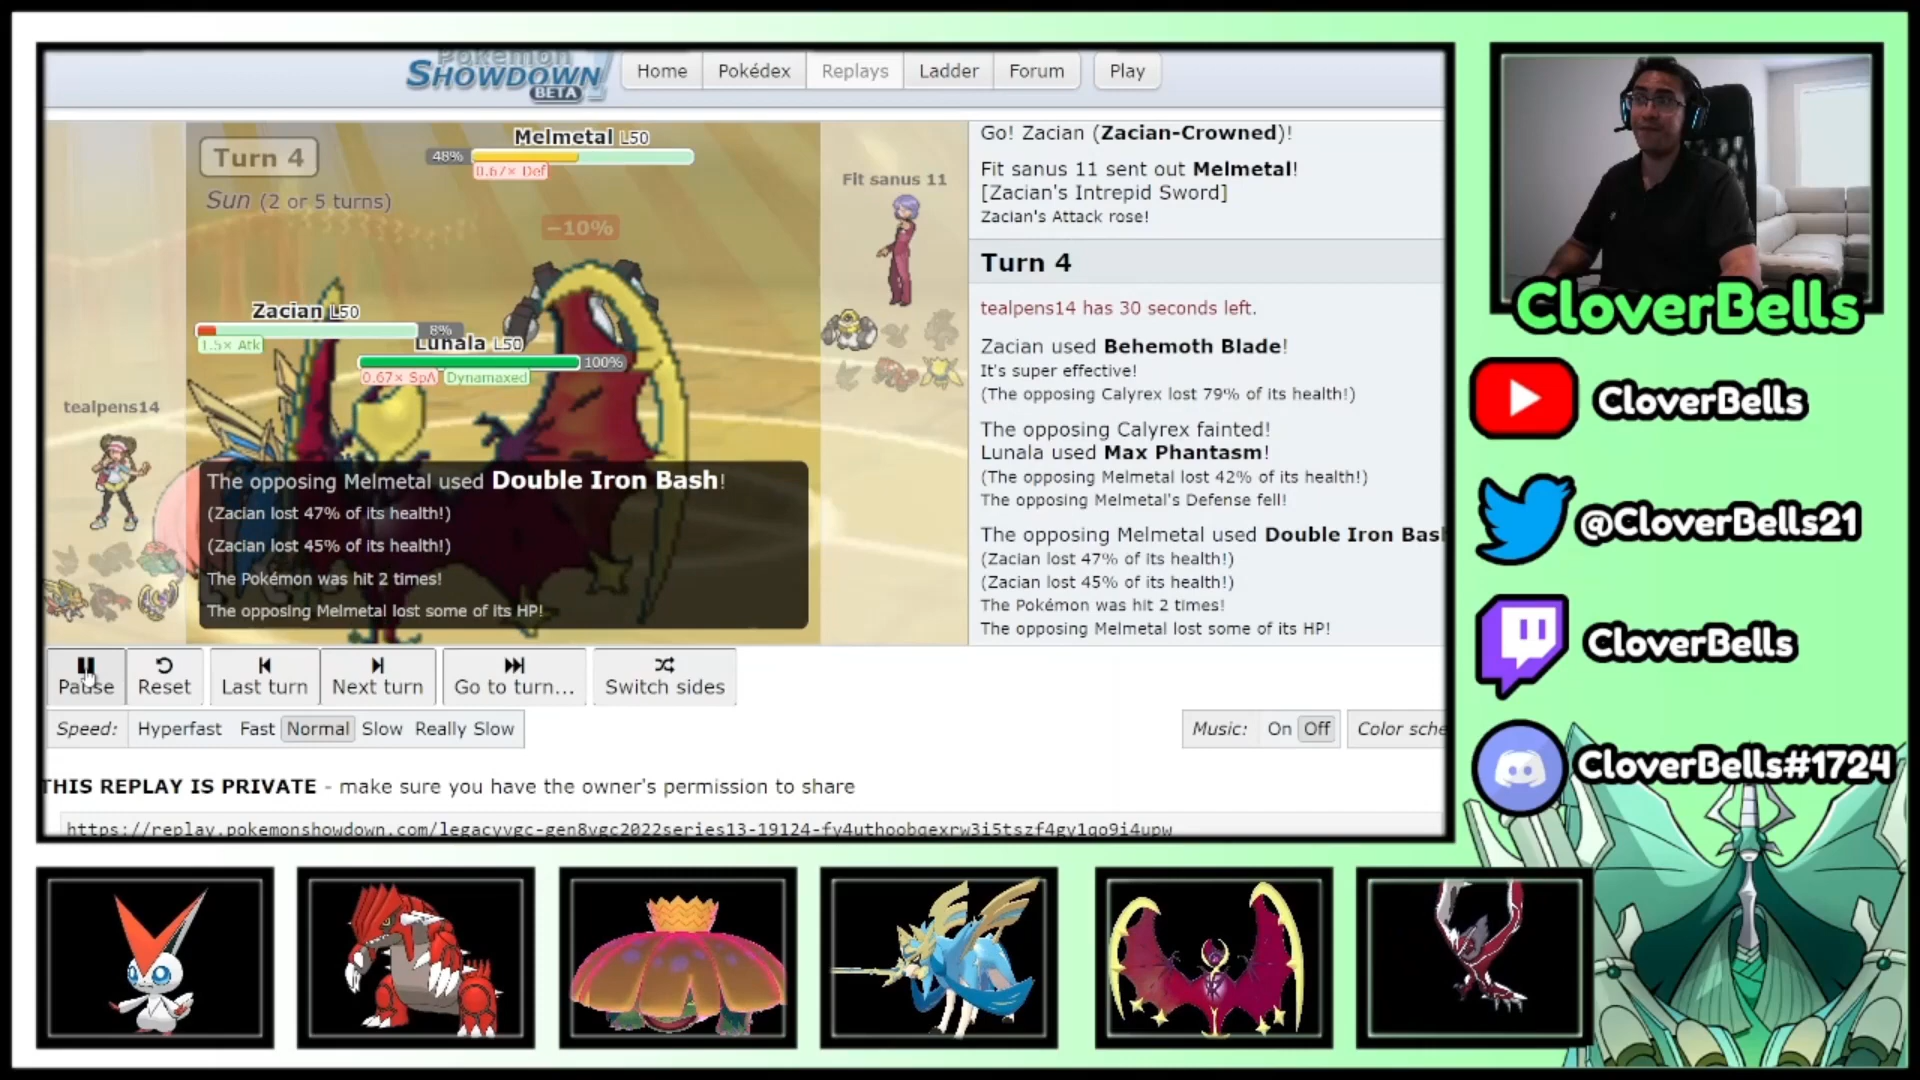 Pokémon
SHOWDOWN
BETA
Home
Pokédex
Replays
Ladder
Forum
Play
Turn 4
Sun (2 or 5 turns)
Melmetal L50
48%
0.67× Def
−10%
Zacian L50
8%
1.5× Atk
Lunala L50
100%
0.67× SpA
Dynamaxed
Fit sanus 11
tealpens14
The opposing Melmetal used Double Iron Bash!
(Zacian lost 47% of its health!)
(Zacian lost 45% of its health!)
The Pokémon was hit 2 times!
The opposing Melmetal lost some of its HP!
Go! Zacian (Zacian-Crowned)!
Fit sanus 11 sent out Melmetal!
[Zacian's Intrepid Sword]
Zacian's Attack rose!
Turn 4
tealpens14 has 30 seconds left.
Zacian used Behemoth Blade!
It's super effective!
(The opposing Calyrex lost 79% of its health!)
The opposing Calyrex fainted!
Lunala used Max Phantasm!
(The opposing Melmetal lost 42% of its health!)
The opposing Melmetal's Defense fell!
The opposing Melmetal used Double Iron Bas
(Zacian lost 47% of its health!)
(Zacian lost 45% of its health!)
The Pokémon was hit 2 times!
The opposing Melmetal lost some of its HP!
Pause
Reset
Last turn
Next turn
Go to turn...
Switch sides
Speed: Hyperfast Fast Normal Slow Really Slow
Music: On Off
Color sche
THIS REPLAY IS PRIVATE - make sure you have the owner's permission to share
CloverBells
CloverBells
@CloverBells21
CloverBells
CloverBells#1724